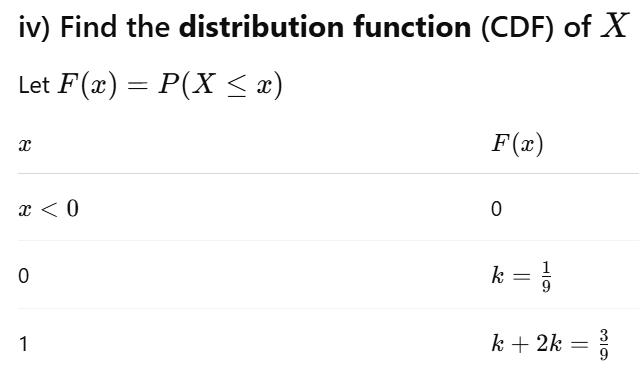 iv) Find the distribution function (CDF) of X
Let F(x) = P(X ≤ x)
x F(x)
x < 0 0
0 k = 1/9
1 k + 2k = 3/9